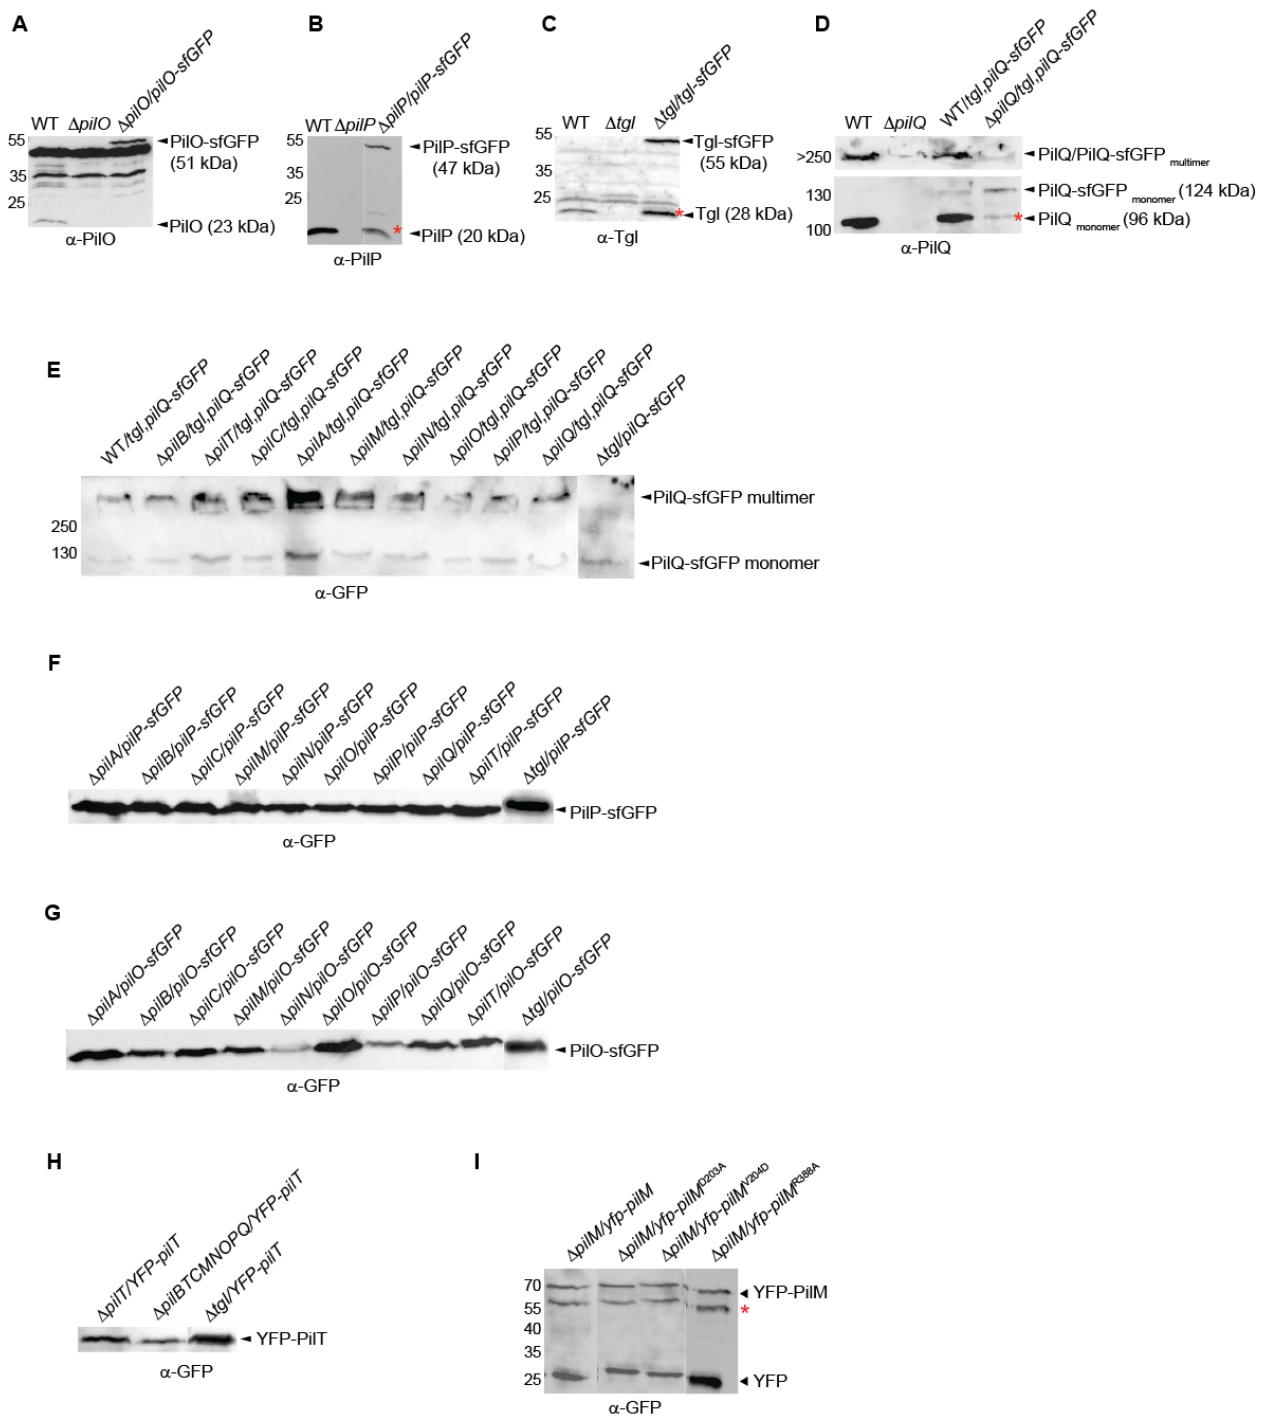 A
WT
ΔpilO
ΔpilO/pilO-sfGFP
55
35
25
PilO-sfGFP
(51 kDa)
PilO (23 kDa)
α-PilO
B
WT
ΔpilP
ΔpilP/pilP-sfGFP
55
35
25
PilP-sfGFP
(47 kDa)
*
PilP (20 kDa)
α-PilP
C
WT
Δtgl
Δtgl/tgl-sfGFP
55
35
25
Tgl-sfGFP
(55 kDa)
*
Tgl (28 kDa)
α-Tgl
D
WT
ΔpilQ
WT/tgl,pilQ-sfGFP
ΔpilQ/tgl,pilQ-sfGFP
>250
130
100
PilQ/PilQ-sfGFP multimer
PilQ-sfGFP monomer (124 kDa)
*
PilQ monomer (96 kDa)
α-PilQ
E
WT/tgl,pilQ-sfGFP
ΔpilB/tgl,pilQ-sfGFP
ΔpilT/tgl,pilQ-sfGFP
ΔpilC/tgl,pilQ-sfGFP
ΔpilA/tgl,pilQ-sfGFP
ΔpilM/tgl,pilQ-sfGFP
ΔpilN/tgl,pilQ-sfGFP
ΔpilO/tgl,pilQ-sfGFP
ΔpilP/tgl,pilQ-sfGFP
ΔpilQ/tgl,pilQ-sfGFP
Δtgl/pilQ-sfGFP
250
130
PilQ-sfGFP multimer
PilQ-sfGFP monomer
α-GFP
F
ΔpilA/pilP-sfGFP
ΔpilB/pilP-sfGFP
ΔpilC/pilP-sfGFP
ΔpilM/pilP-sfGFP
ΔpilN/pilP-sfGFP
ΔpilO/pilP-sfGFP
ΔpilP/pilP-sfGFP
ΔpilQ/pilP-sfGFP
ΔpilT/pilP-sfGFP
Δtgl/pilP-sfGFP
PilP-sfGFP
α-GFP
G
ΔpilA/pilO-sfGFP
ΔpilB/pilO-sfGFP
ΔpilC/pilO-sfGFP
ΔpilM/pilO-sfGFP
ΔpilN/pilO-sfGFP
ΔpilO/pilO-sfGFP
ΔpilP/pilO-sfGFP
ΔpilQ/pilO-sfGFP
ΔpilT/pilO-sfGFP
Δtgl/pilO-sfGFP
PilO-sfGFP
α-GFP
H
ΔpilT/YFP-pilT
ΔpilBTCMNOPQ/YFP-pilT
Δtgl/YFP-pilT
YFP-PilT
α-GFP
I
ΔpilM/yfp-pilM
ΔpilM/yfp-pilM D203A
ΔpilM/yfp-pilM V204D
ΔpilM/yfp-pilM R388A
70
55
40
35
25
YFP-PilM
*
YFP
α-GFP